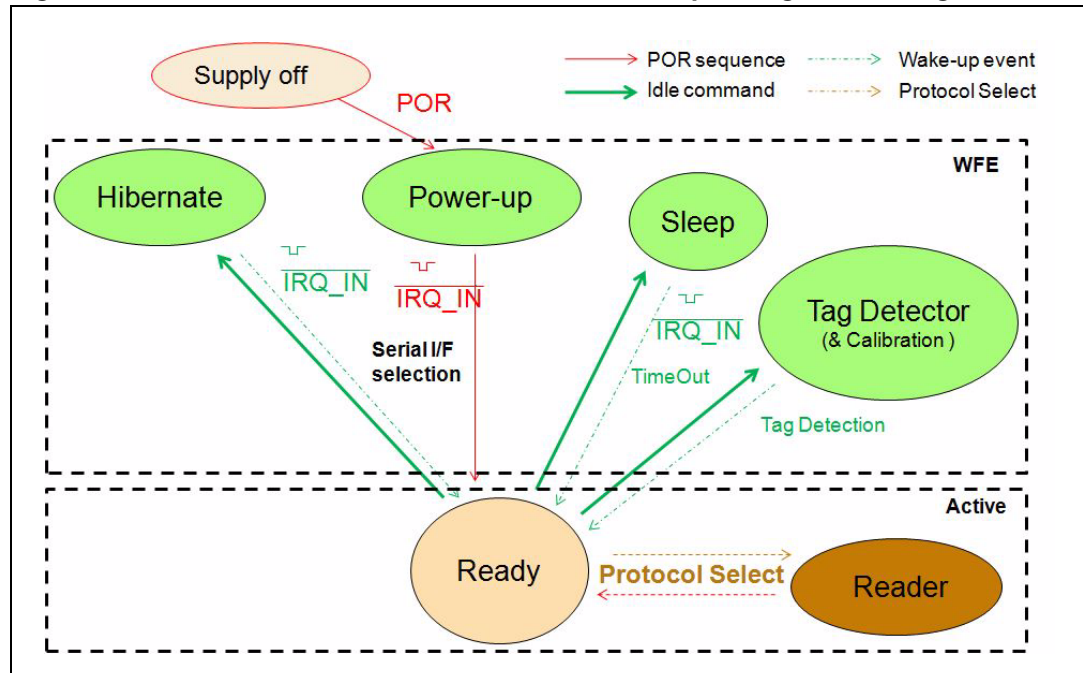 Supply off
POR sequence
Wake-up event
Idle command
Protocol Select
POR
WFE
Hibernate
Power-up
Sleep
IRQ_IN
IRQ_IN
IRQ_IN
Tag Detector
(& Calibration )
Serial I/F
selection
TimeOut
Tag Detection
Active
Ready
Protocol Select
Reader